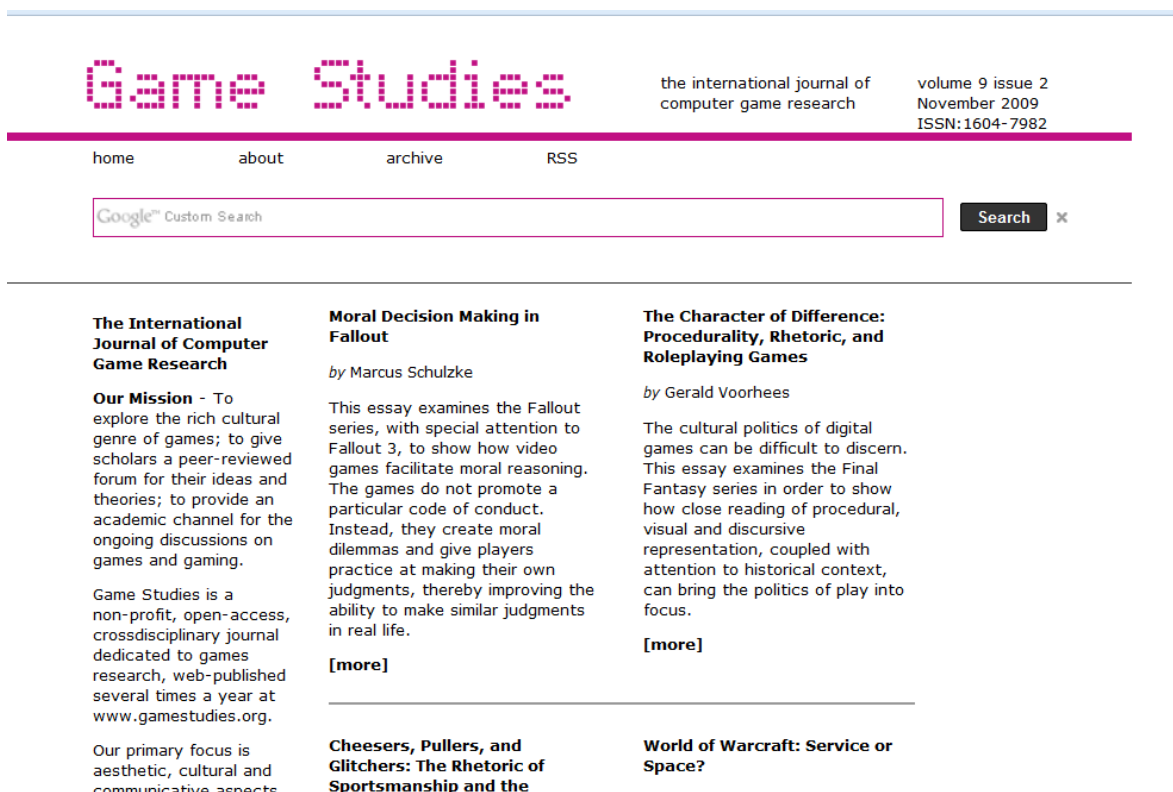 Game Studies
the international journal of
computer game research
volume 9 issue 2
November 2009
ISSN:1604-7982
home about archive RSS
Google™ Custom Search
Search ×
The International
Journal of Computer
Game Research
Our Mission - To
explore the rich cultural
genre of games; to give
scholars a peer-reviewed
forum for their ideas and
theories; to provide an
academic channel for the
ongoing discussions on
games and gaming.
Game Studies is a
non-profit, open-access,
crossdisciplinary journal
dedicated to games
research, web-published
several times a year at
www.gamestudies.org.
Our primary focus is
aesthetic, cultural and
communicative aspects
Moral Decision Making in
Fallout
by Marcus Schulzke
This essay examines the Fallout
series, with special attention to
Fallout 3, to show how video
games facilitate moral reasoning.
The games do not promote a
particular code of conduct.
Instead, they create moral
dilemmas and give players
practice at making their own
judgments, thereby improving the
ability to make similar judgments
in real life.
[more]
The Character of Difference:
Procedurality, Rhetoric, and
Roleplaying Games
by Gerald Voorhees
The cultural politics of digital
games can be difficult to discern.
This essay examines the Final
Fantasy series in order to show
how close reading of procedural,
visual and discursive
representation, coupled with
attention to historical context,
can bring the politics of play into
focus.
[more]
Cheesers, Pullers, and
Glitchers: The Rhetoric of
Sportsmanship and the
World of Warcraft: Service or
Space?